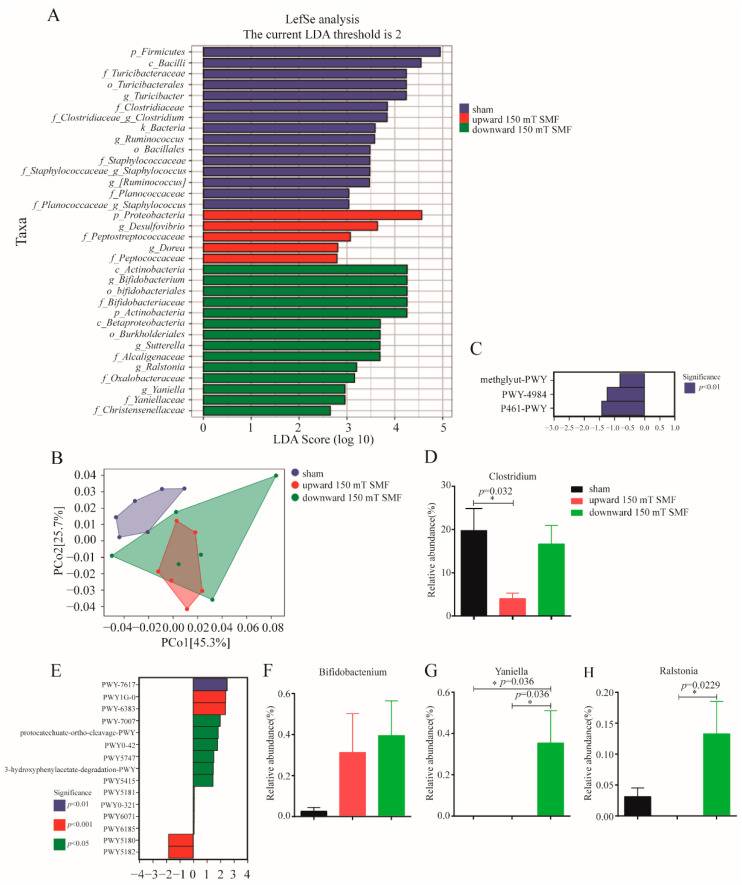 A
LefSe analysis
The current LDA threshold is 2
Taxa
p_Firmicutes
c_Bacilli
f_Turicibacteraceae
o_Turicibacterales
g_Turicibacter
f_Clostridiaceae
f_Clostridiaceae_g_Clostridium
k_Bacteria
g_Ruminococcus
o_Bacillales
f_Staphylococcaceae
f_Staphylococcaceae_g_Staphylococcus
g_[Ruminococcus]
f_Planococcaceae
f_Planococcaceae_g_Staphylococcus
p_Proteobacteria
g_Desulfovibrio
f_Peptostreptococcaceae
g_Dorea
f_Peptococcaceae
c_Actinobacteria
g_Bifidobacterium
o_bifidobacteriales
f_Bifidobacteriaceae
p_Actinobacteria
c_Betaproteobacteria
o_Burkholderiales
g_Sutterella
f_Alcaligenaceae
g_Ralstonia
f_Oxalobacteraceae
g_Yaniella
f_Yaniellaceae
f_Christensenellaceae
0 1 2 3 4 5
LDA Score (log 10)
sham
upward 150 mT SMF
downward 150 mT SMF
C
methglyut-PWY
PWY-4984
P461-PWY
−3.0−2.5−2.0−1.5−1.0−0.5 0.0 1.0
Significance
p<0.01
B
sham
upward 150 mT SMF
downward 150 mT SMF
PCo2[25.7%]
0.04
0.03
0.02
0.01
0.00
−0.01
−0.02
−0.03
−0.04
−0.04 −0.02 0.00 0.02 0.04 0.06 0.08
PCo1[45.3%]
D
Clostridium
Relative abundance(%)
30
20
10
0
p=0.032
*
sham
upward 150 mT SMF
downward 150 mT SMF
E
PWY-7617
PWY1G-0
PWY-6383
PWY-7007
protocatechuate-ortho-cleavage-PWY
PWY0-42
PWY5747
3-hydroxyphenylacetate-degradation-PWY
PWY5415
PWY5181
PWY0-321
PWY6071
PWY6185
PWY5180
PWY5182
−4 −3 −2 −1 0 1 2 3 4
Significance
p<0.01
p<0.001
p<0.05
F
Bifidobactenium
Relative abundance(%)
0.6
0.4
0.2
0.0
G
Yaniella
Relative abundance(%)
0.6
0.4
0.2
0.0
* p=0.036
p=0.036
*
H
Ralstonia
Relative abundance(%)
0.20
0.15
0.10
0.05
0.00
p=0.0229
*